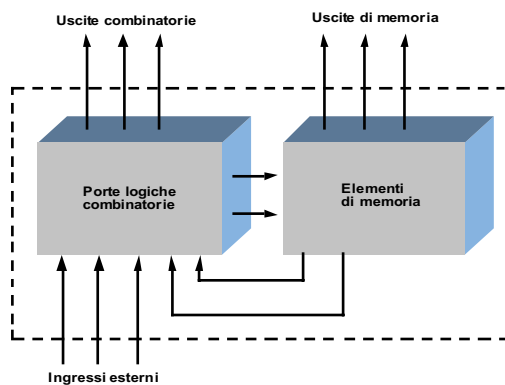 Uscite combinatorie
Uscite di memoria
Porte logiche
combinatorie
Elementi
di memoria
Ingressi esterni